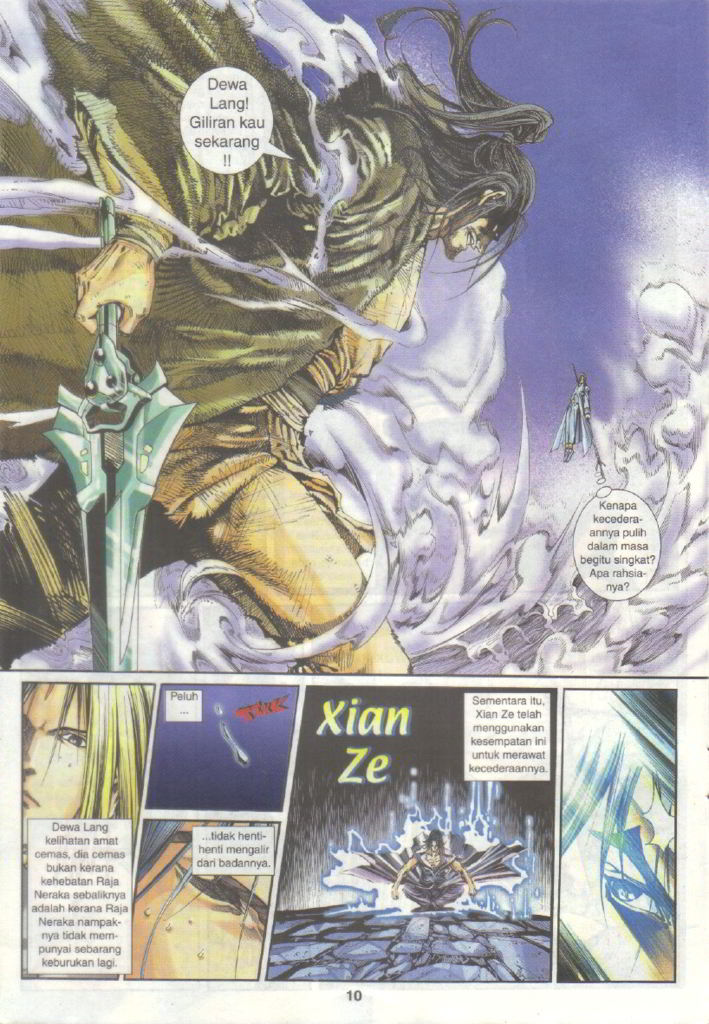 Dewa
Lang!
Giliran kau
sekarang
!!
Kenapa
kecedera-
annya pulih
dalam masa
begitu singkat?
Apa rahsia-
nya?
Dewa Lang
kelihatan amat
cemas, dia cemas
bukan kerana
kehebatan Raja
Neraka sebaliknya
adalah kerana Raja
Neraka nampak-
nya tidak mem-
punyai sebarang
keburukan lagi.
Peluh
...
...tidak henti-
henti mengalir
dari badannya.
Xian
Ze
Sementara itu,
Xian Ze telah
menggunakan
kesempatan ini
untuk merawat
kecederaannya.
10